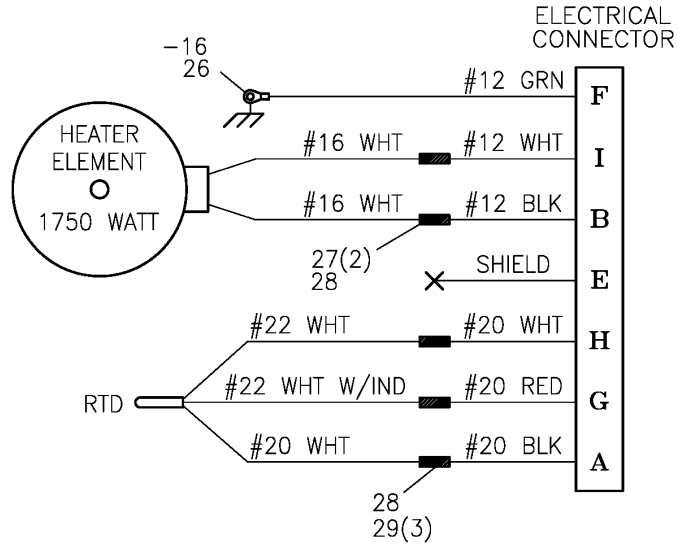 ELECTRICAL
CONNECTOR
-16
26
#12 GRN
F
HEATER
ELEMENT
1750 WATT
#16 WHT
#12 WHT
I
#16 WHT
#12 BLK
B
27(2)
28
SHIELD
E
#22 WHT
#20 WHT
H
RTD
#22 WHT W/IND
#20 RED
G
#20 WHT
#20 BLK
A
28
29(3)